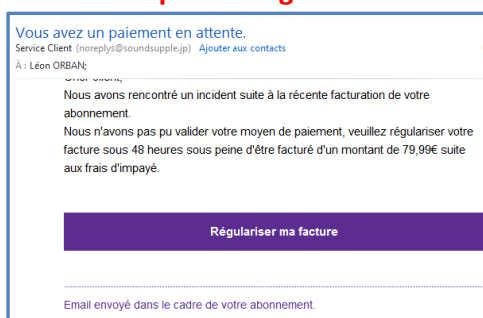 Vous avez un paiement en attente.
Service Client (noreplys@soundsupple.jp) Ajouter aux contacts
À : Léon ORBAN;
Nous avons rencontré un incident suite à la récente facturation de votre
abonnement.
Nous n'avons pas pu valider votre moyen de paiement, veuillez régulariser votre
facture sous 48 heures sous peine d'être facturé d'un montant de 79,99€ suite
aux frais d'impayé.
Régulariser ma facture
Email envoyé dans le cadre de votre abonnement.